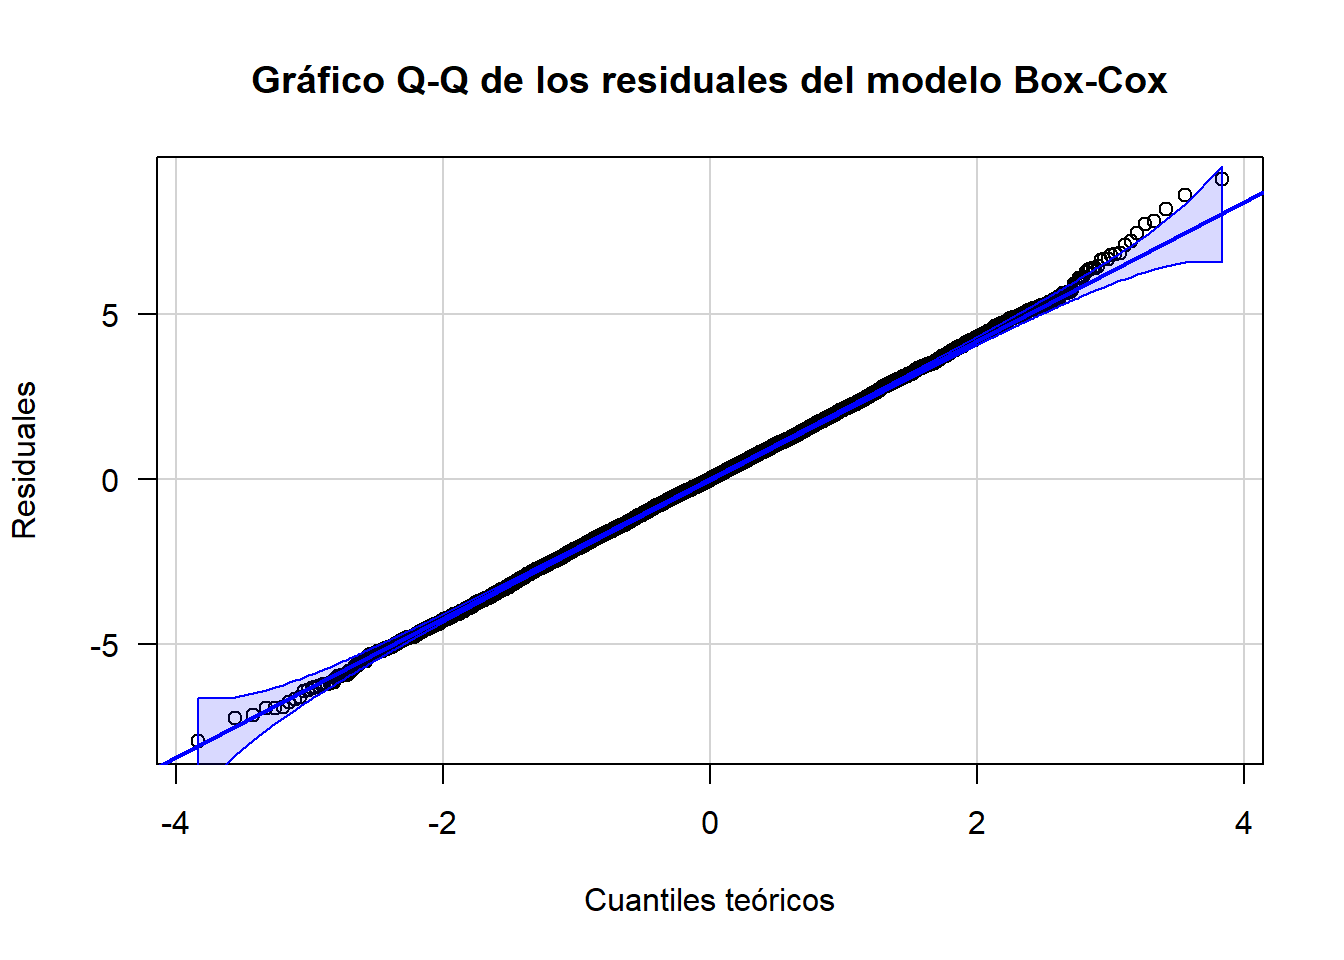 Gráfico Q-Q de los residuales del modelo Box-Cox
Residuales
5
0
-5
-4
-2
0
2
4
Cuantiles teóricos